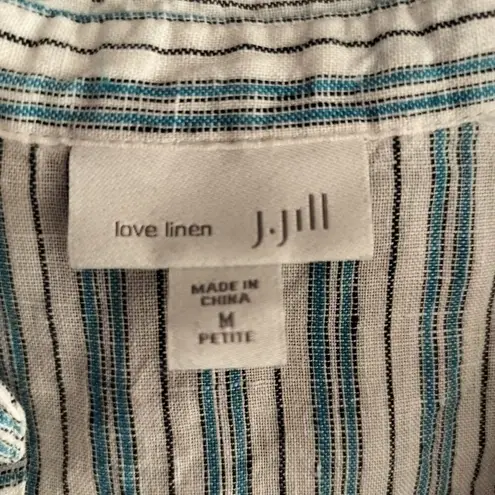 love linen J.Jill
MADE IN
CHINA
M
PETITE